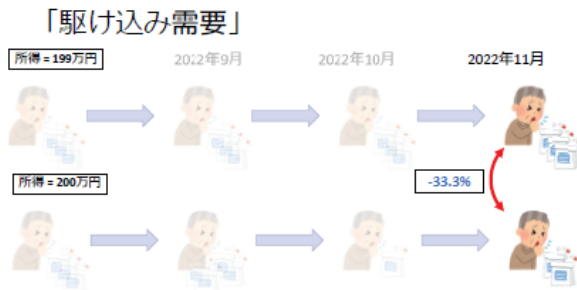 「駆け込み需要」
所得 = 199万円
2022年9月
2022年10月
2022年11月
所得 = 200万円
-33.3%